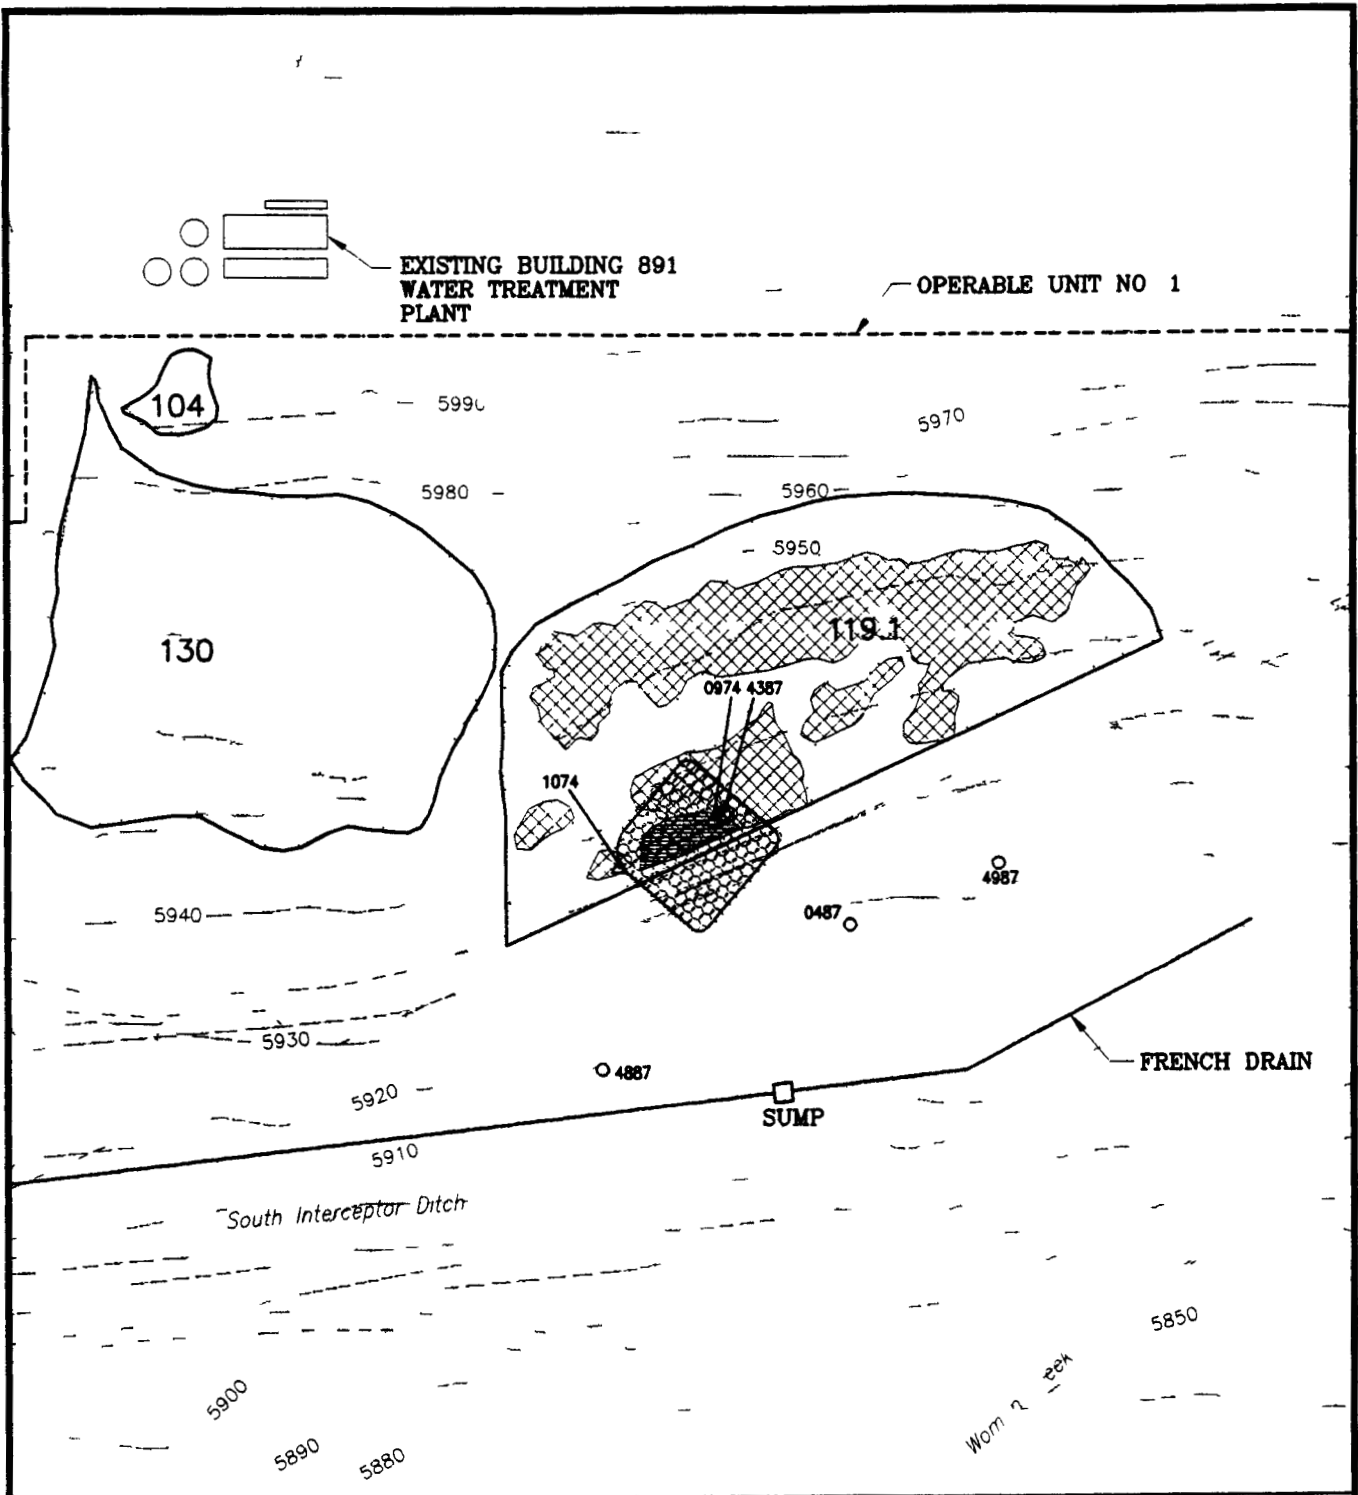 EXISTING BUILDING 891
WATER TREATMENT
PLANT
OPERABLE UNIT NO 1
104
5970
5980
5960
5950
119.1
130
0974 4387
1074
4987
0487
5940
5930
FRENCH DRAIN
4887
5920
SUMP
5910
South Interceptor Ditch
5850
5900
5890
5880